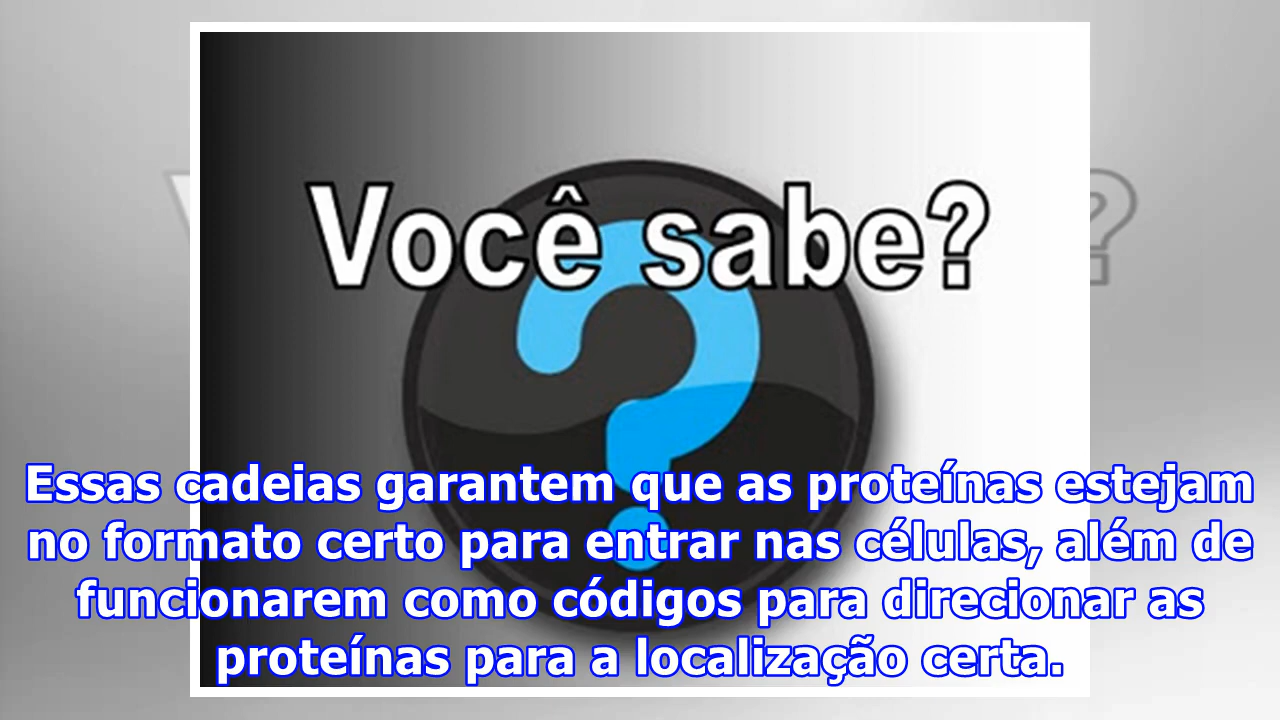 Você sabe?
Essas cadeias garantem que as proteínas estejam
no formato certo para entrar nas células, além de
funcionarem como códigos para direcionar as
proteínas para a localização certa.